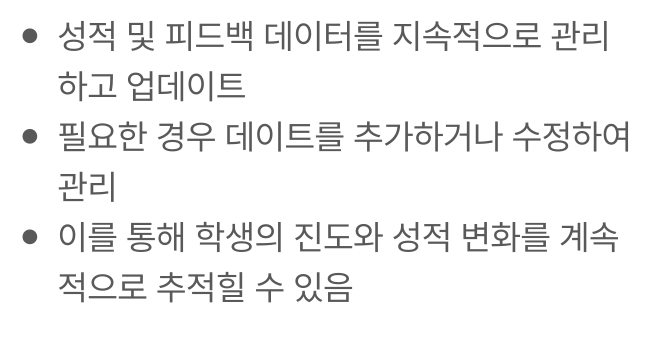 ● 성적 및 피드백 데이터를 지속적으로 관리
하고 업데이트
● 필요한 경우 데이트를 추가하거나 수정하여
관리
● 이를 통해 학생의 진도와 성적 변화를 계속
적으로 추적힐 수 있음